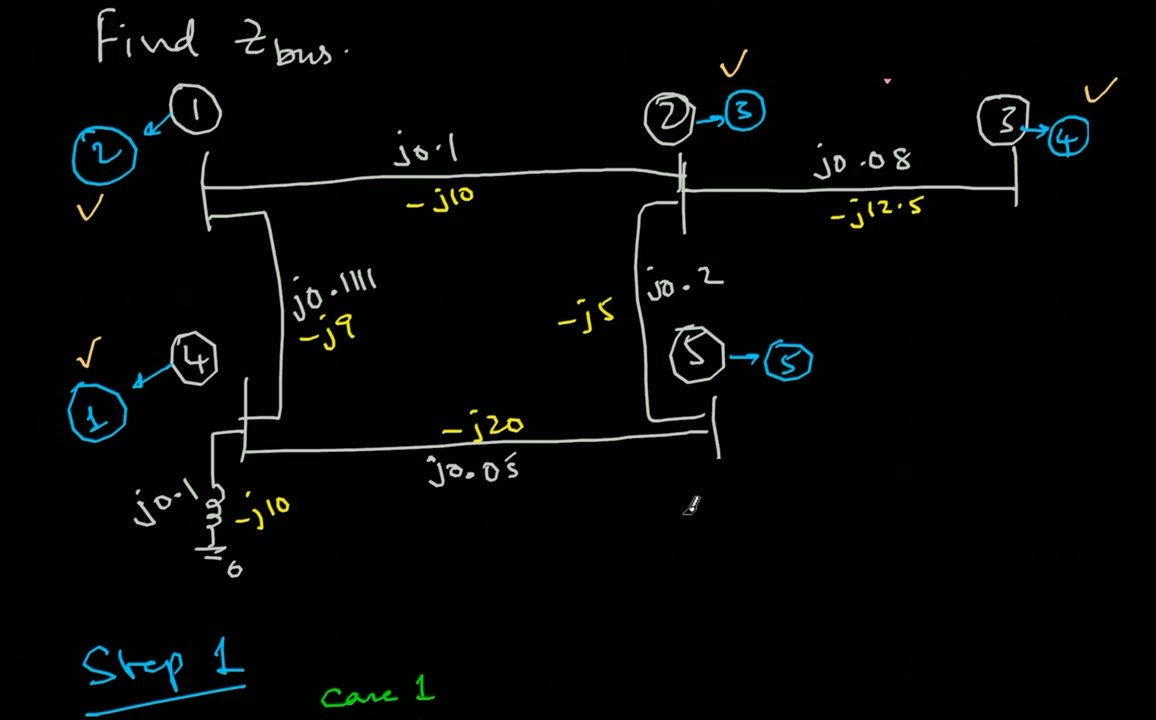 Find Zbus.
1 2
2 3
3 4
j0.1
-j10
j0.08
-j12.5
j0.1111
-j9
j0.2
-j5
4 1
5 5
-j20
j0.05
j0.1
-j10
0
Step 1
Case 1